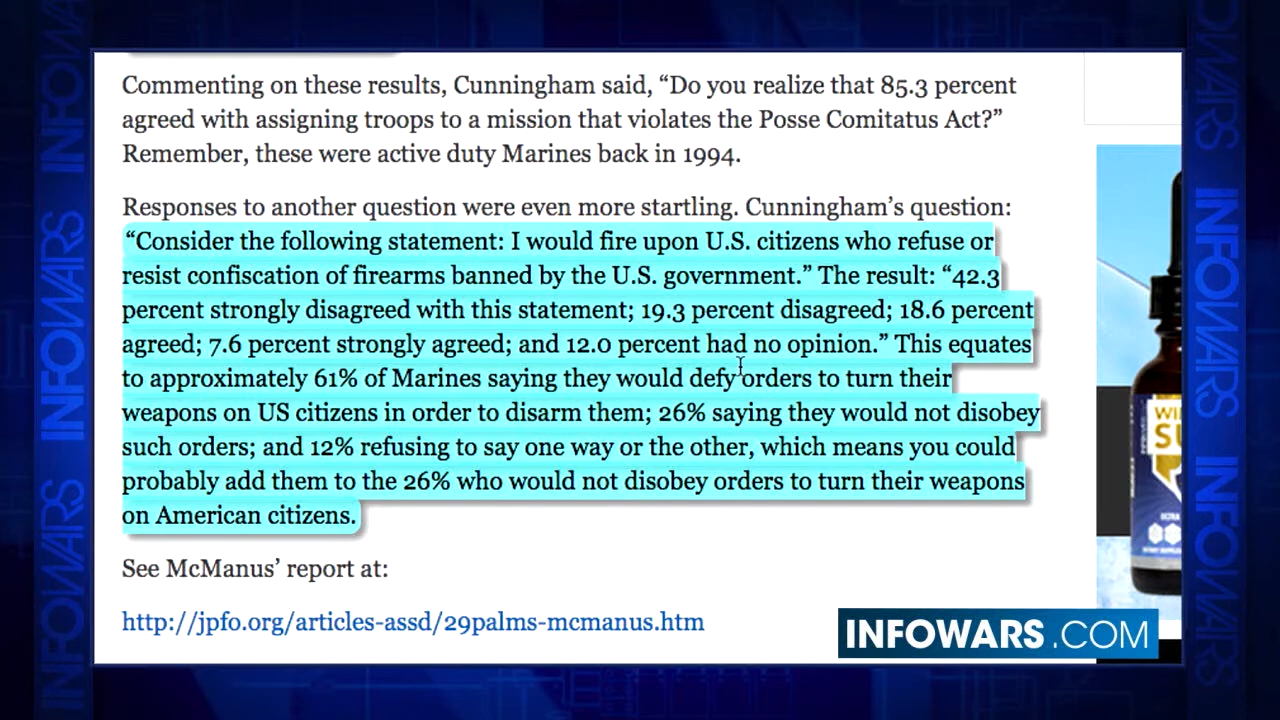 Commenting on these results, Cunningham said, “Do you realize that 85.3 percent
agreed with assigning troops to a mission that violates the Posse Comitatus Act?”
Remember, these were active duty Marines back in 1994.
Responses to another question were even more startling. Cunningham’s question:
“Consider the following statement: I would fire upon U.S. citizens who refuse or
resist confiscation of firearms banned by the U.S. government.” The result: “42.3
percent strongly disagreed with this statement; 19.3 percent disagreed; 18.6 percent
agreed; 7.6 percent strongly agreed; and 12.0 percent had no opinion.” This equates
to approximately 61% of Marines saying they would defy orders to turn their
weapons on US citizens in order to disarm them; 26% saying they would not disobey
such orders; and 12% refusing to say one way or the other, which means you could
probably add them to the 26% who would not disobey orders to turn their weapons
on American citizens.
See McManus’ report at:
http://jpfo.org/articles-assd/29palms-mcmanus.htm
INFOWARS.COM
INFOWARS
INFOWARS
INFOWARS
INFOWARS